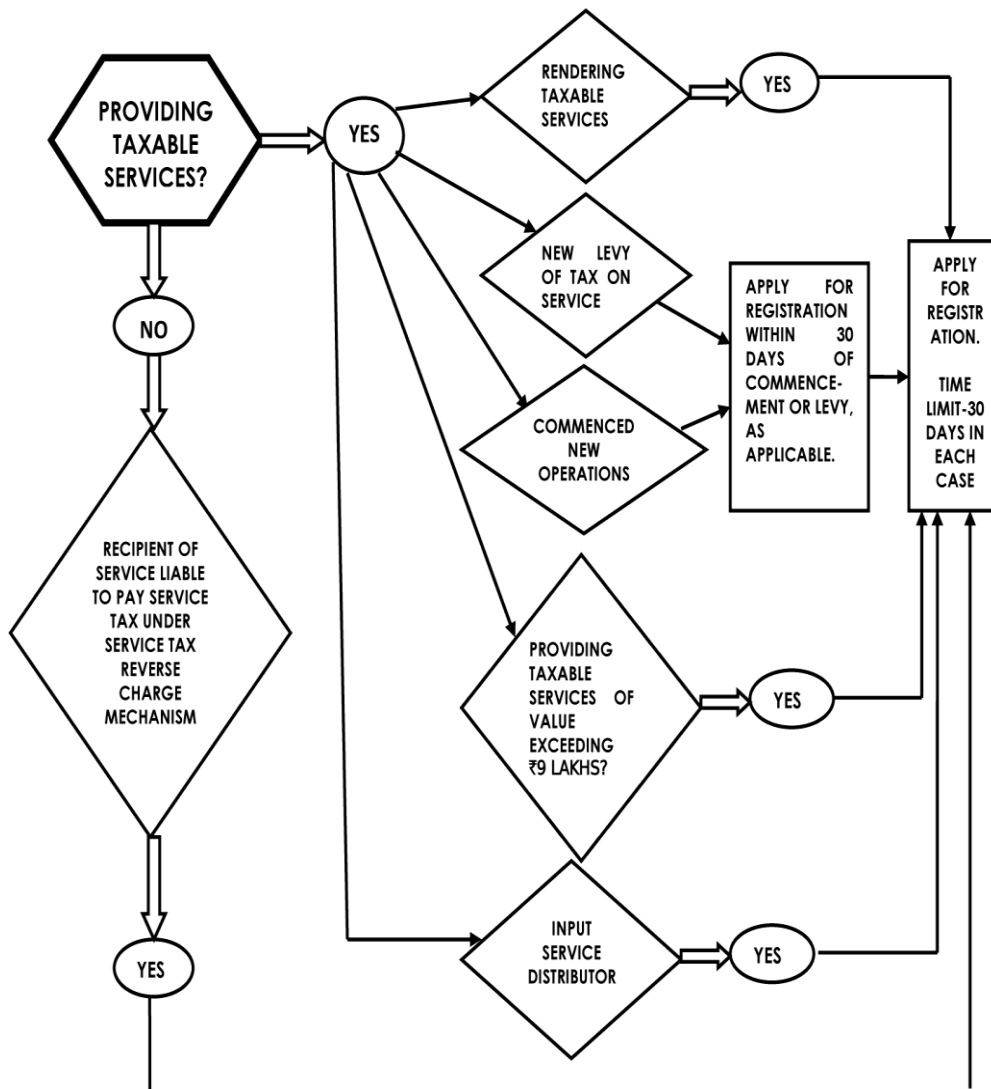 PROVIDING
TAXABLE
SERVICES?
YES
RENDERING
TAXABLE
SERVICES
YES
NEW LEVY
OF TAX ON
SERVICE
COMMENCED
NEW
OPERATIONS
APPLY FOR
REGISTRATION
WITHIN 30
DAYS OF
COMMENCE-
MENT OR LEVY,
AS
APPLICABLE.
APPLY
FOR
REGISTR
ATION.
TIME
LIMIT-30
DAYS IN
EACH
CASE
NO
RECIPIENT OF
SERVICE LIABLE
TO PAY SERVICE
TAX UNDER
SERVICE TAX
REVERSE
CHARGE
MECHANISM
YES
PROVIDING
TAXABLE
SERVICES OF
VALUE
EXCEEDING
₹9 LAKHS?
YES
INPUT
SERVICE
DISTRIBUTOR
YES